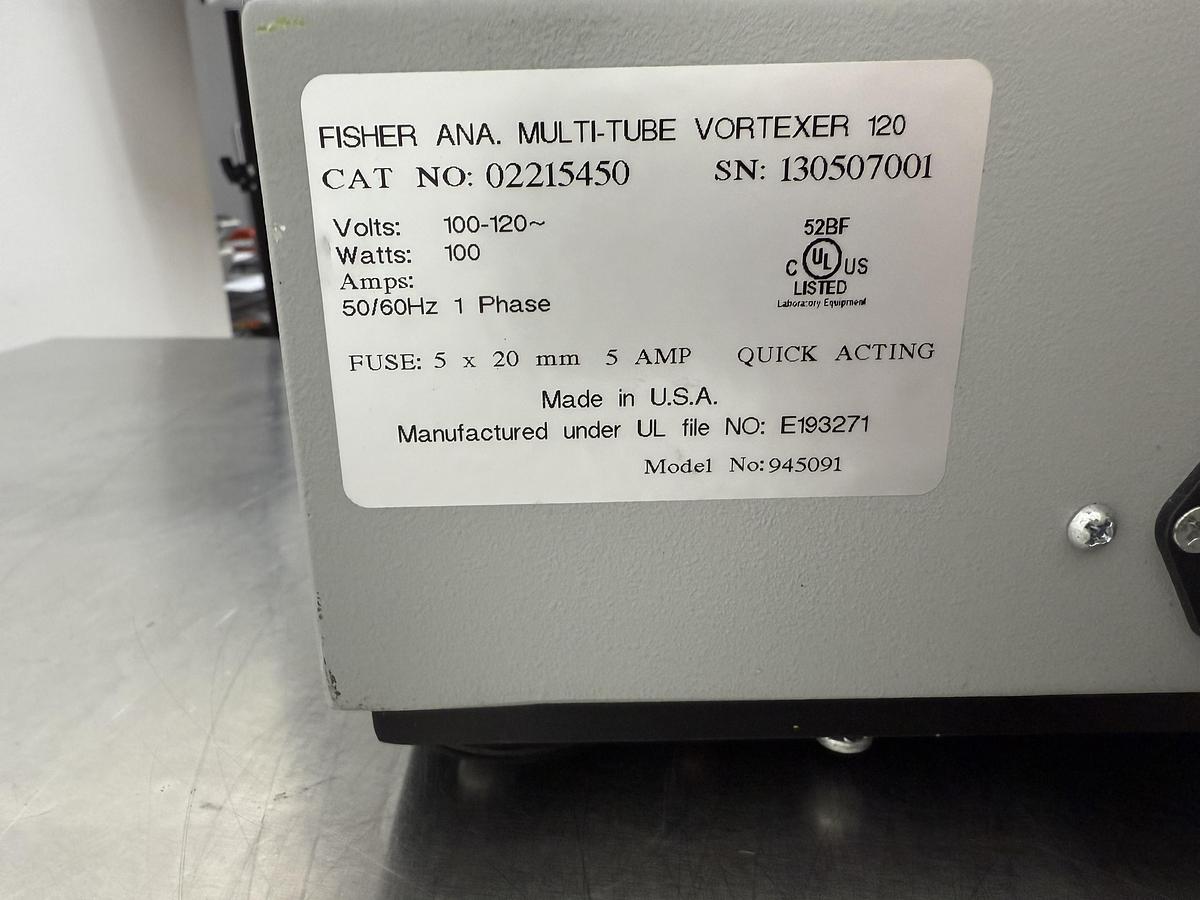 FISHER ANA. MULTI-TUBE VORTEXER 120
CAT NO: 02215450 SN: 130507001
Volts: 100-120~
Watts: 100
Amps:
50/60Hz 1 Phase
52BF
C UL US
LISTED
Laboratory Equipment
FUSE: 5 x 20 mm 5 AMP QUICK ACTING
Made in U.S.A.
Manufactured under UL file NO: E193271
Model No:945091